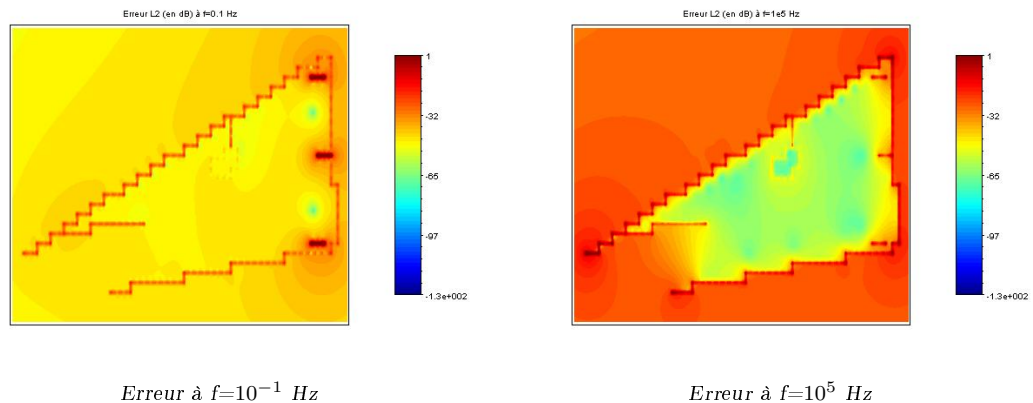 Erreur L2 (en dB) à f=0.1 Hz
1
-32
-65
-97
-1.3e+002
Erreur L2 (en dB) à f=1e5 Hz
1
-32
-65
-97
-1.3e+002
Erreur à f=10⁻¹ Hz
Erreur à f=10⁵ Hz